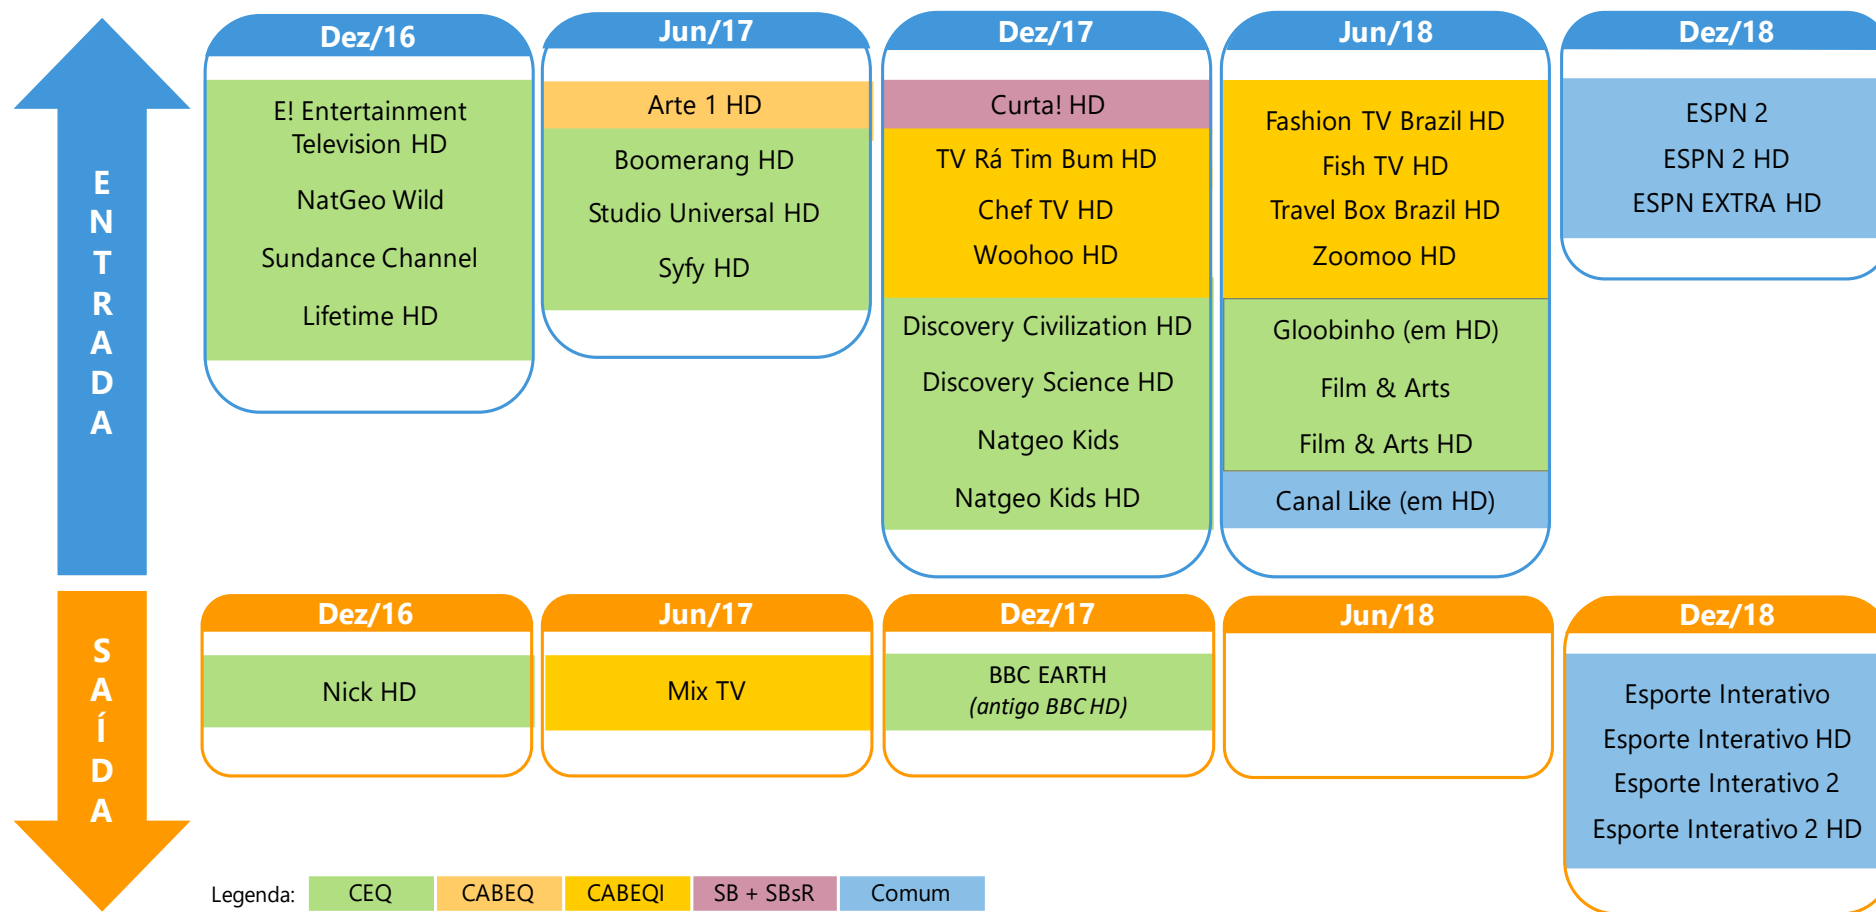 ENTRADA
Dez/16
E! Entertainment
Television HD
NatGeo Wild
Sundance Channel
Lifetime HD
Jun/17
Arte 1 HD
Boomerang HD
Studio Universal HD
Syfy HD
Dez/17
Curta! HD
TV Rá Tim Bum HD
Chef TV HD
Woohoo HD
Discovery Civilization HD
Discovery Science HD
Natgeo Kids
Natgeo Kids HD
Jun/18
Fashion TV Brazil HD
Fish TV HD
Travel Box Brazil HD
Zoomoo HD
Gloobinho (em HD)
Film & Arts
Film & Arts HD
Canal Like (em HD)
Dez/18
ESPN 2
ESPN 2 HD
ESPN EXTRA HD
SAÍDA
Dez/16
Nick HD
Jun/17
Mix TV
Dez/17
BBC EARTH
(antigo BBC HD)
Jun/18
Dez/18
Esporte Interativo
Esporte Interativo HD
Esporte Interativo 2
Esporte Interativo 2 HD
Legenda: CEQ CABEQ CABEQI SB + SBsR Comum